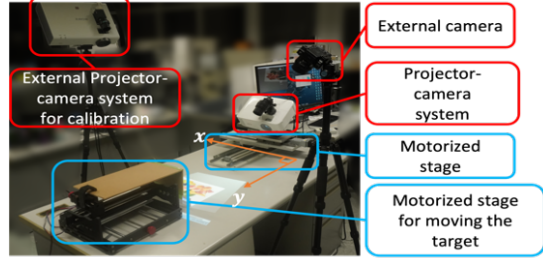 External camera
External Projector-
camera system
for calibration
Projector-
camera
system
x
Motorized
stage
y
Motorized stage
for moving the
target